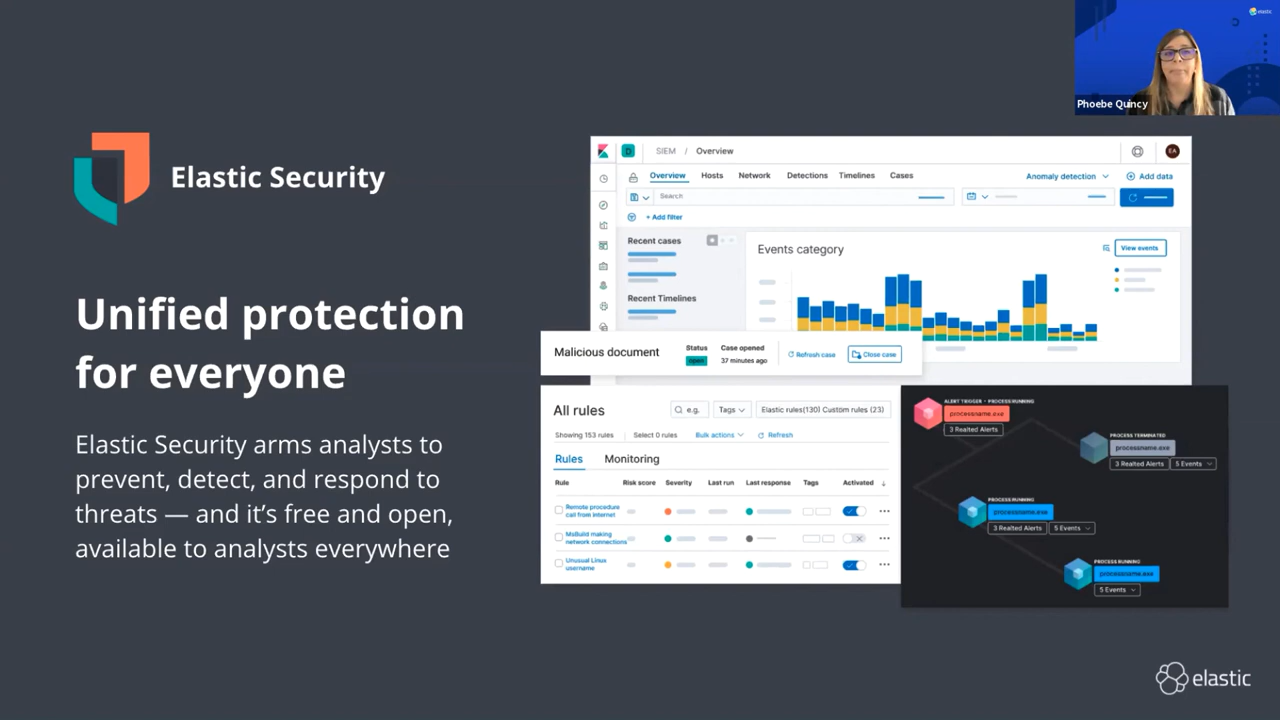 elastic
Phoebe Quincy
Elastic Security
Unified protection
for everyone
Elastic Security arms analysts to
prevent, detect, and respond to
threats — and it's free and open,
available to analysts everywhere
D SIEM / Overview EA
Overview Hosts Network Detections Timelines Cases Anomaly detection Add data
Search
+ Add filter
Recent cases
Recent Timelines
Events category View events
Malicious document
Status
open
Case opened
37 minutes ago
Refresh case
Close case
All rules e.g. Tags Elastic rules(130) Custom rules (23)
Showing 153 rules Select 0 rules Bulk actions Refresh
Rules Monitoring
Rule Risk score Severity Last run Last response Tags Activated
Remote procedure
call from internet
MsBuild making
network connections
Unusual Linux
username
ALERT TRIGGER • PROCESS RUNNING
processname.exe
3 Realted Alerts
PROCESS TERMINATED
processname.exe
3 Realted Alerts 5 Events
PROCESS RUNNING
processname.exe
3 Realted Alerts 5 Events
PROCESS RUNNING
processname.exe
5 Events
elastic